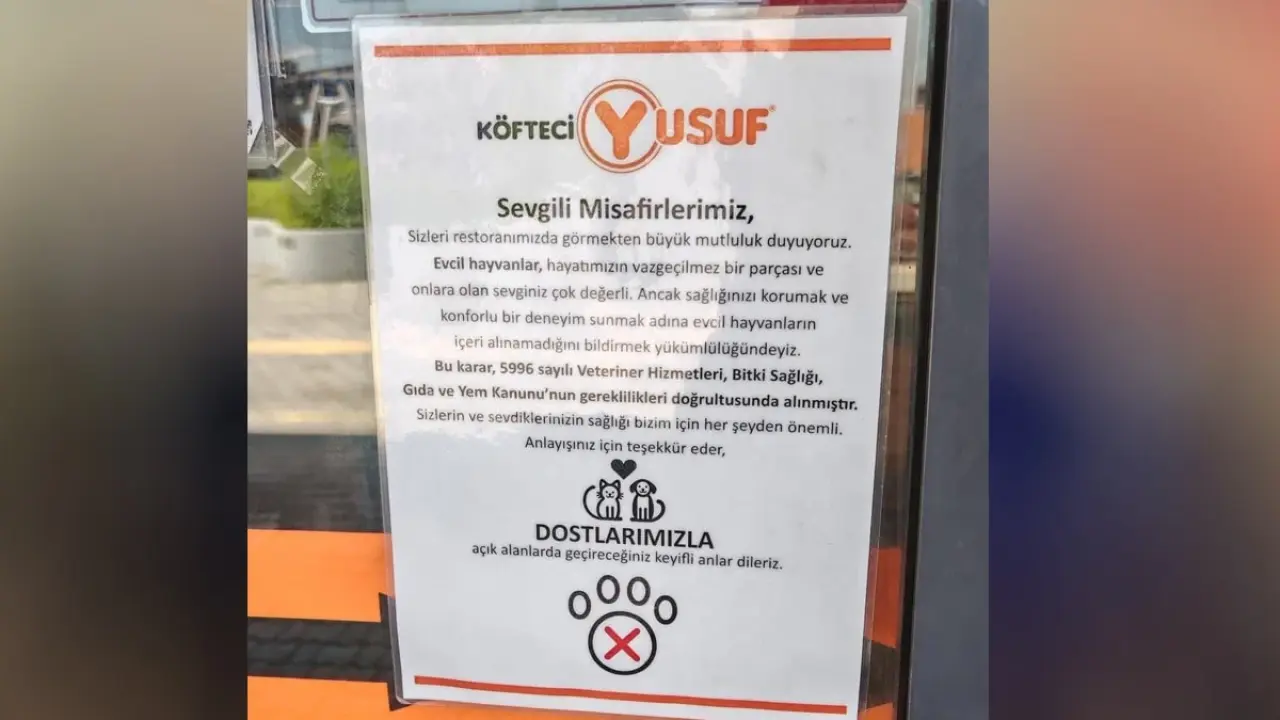 KÖFTECİ YUSUF®
Sevgili Misafirlerimiz,
Sizleri restoranımızda görmekten büyük mutluluk duyuyoruz.
Evcil hayvanlar, hayatımızın vazgeçilmez bir parçası ve
onlara olan sevginiz çok değerli. Ancak sağlığınızı korumak ve
konforlu bir deneyim sunmak adına evcil hayvanların
içeri alınamadığını bildirmek yükümlülüğündeyiz.
Bu karar, 5996 sayılı Veteriner Hizmetleri, Bitki Sağlığı,
Gıda ve Yem Kanunu'nun gereklilikleri doğrultusunda alınmıştır.
Sizlerin ve sevdiklerinizin sağlığı bizim için her şeyden önemli.
Anlayışınız için teşekkür eder,
DOSTLARIMIZLA
açık alanlarda geçireceğiniz keyifli anlar dileriz.